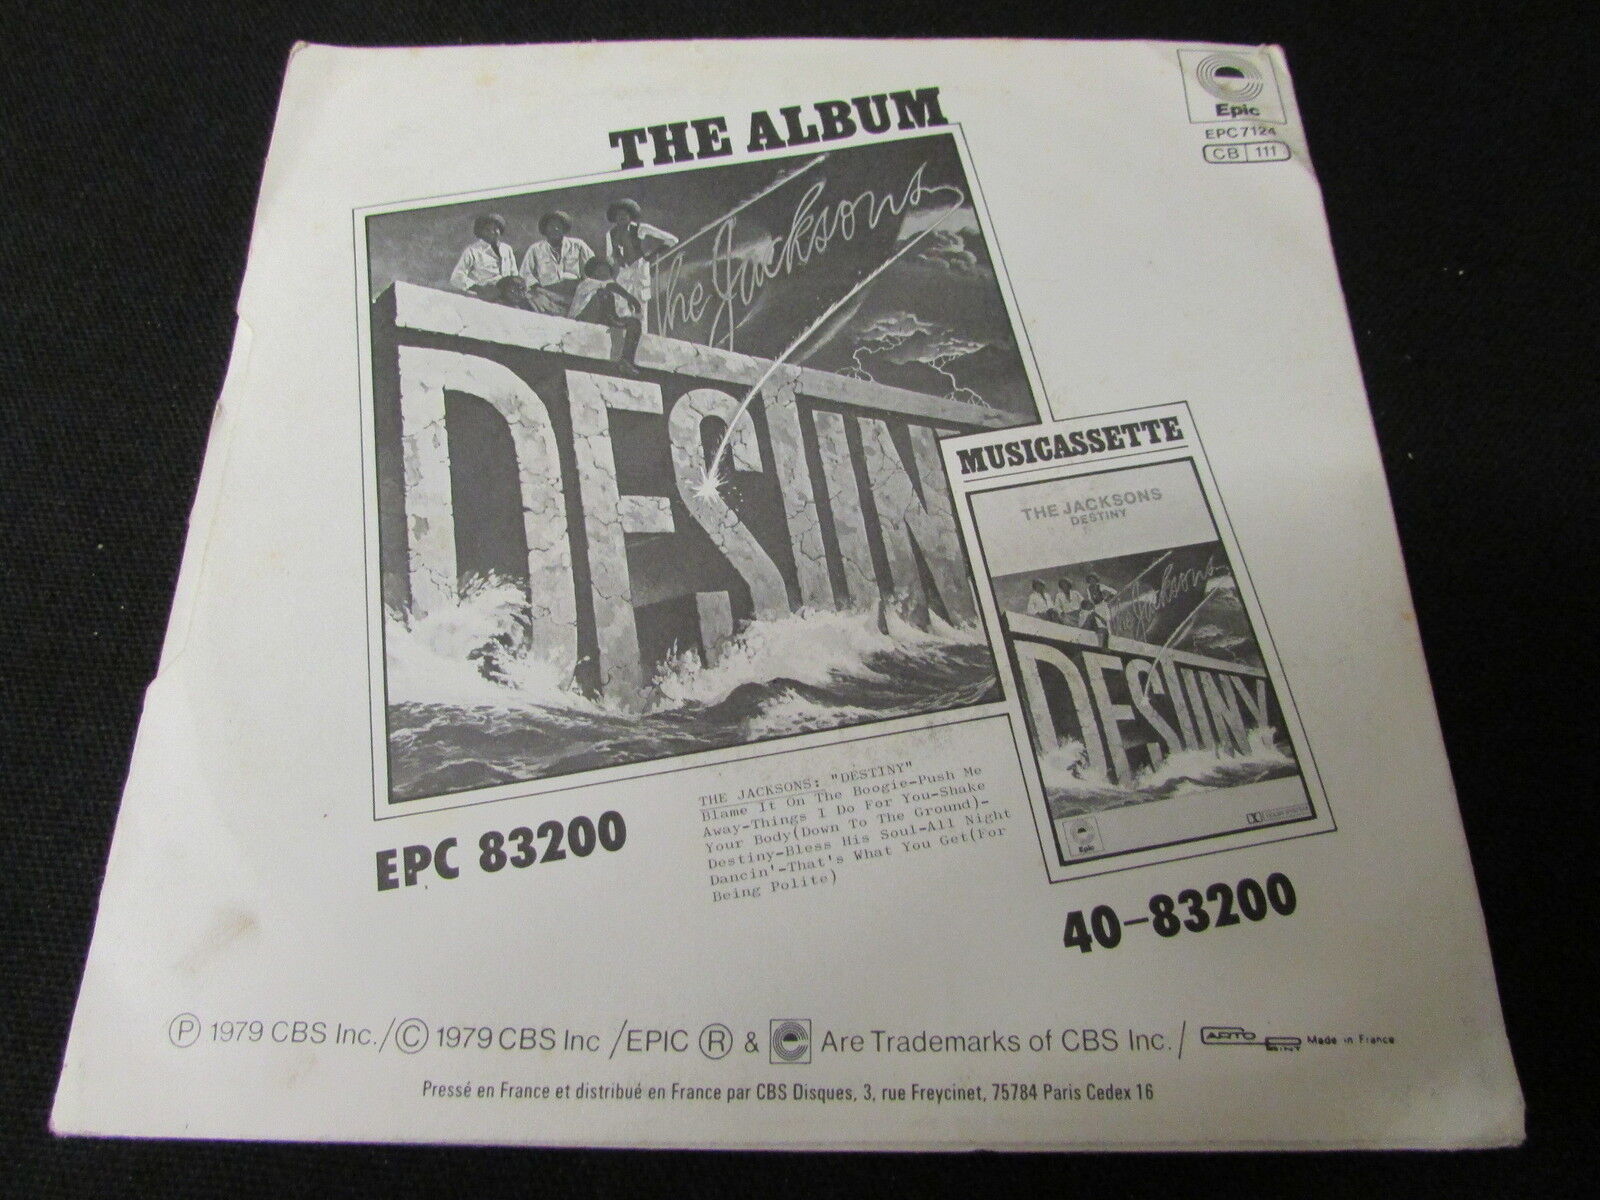 Epic
EPC 7124
CB 111
THE ALBUM
The Jacksons
DESTINY
MUSICASSETTE
THE JACKSONS
DESTINY
The Jacksons
DESTINY
Epic
THE JACKSONS: "DESTINY"
Blame It On The Boogie-Push Me
Away-Things I Do For You-Shake
Your Body(Down To The Ground)-
Destiny-Bless His Soul-All Night
Dancin'-That's What You Get(For
Being Polite)
EPC 83200
40-83200
Ⓟ 1979 CBS Inc./© 1979 CBS Inc /EPIC ® & e Are Trademarks of CBS Inc./ Made in France
Pressé en France et distribué en France par CBS Disques, 3, rue Freycinet, 75784 Paris Cedex 16